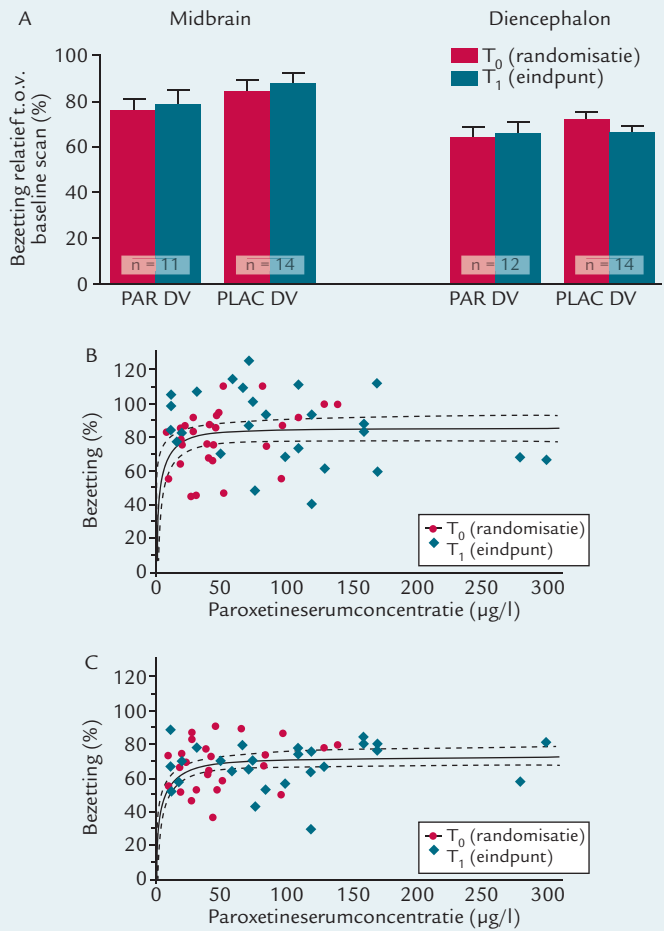 A
Midbrain
Diencephalon
Bezetting relatief t.o.v.
baseline scan (%)
100
80
60
40
20
0
T0 (randomisatie)
T1 (eindpunt)
n = 11
n = 14
n = 12
n = 14
PAR DV
PLAC DV
PAR DV
PLAC DV
B
Bezetting (%)
120
100
80
60
40
20
0
T0 (randomisatie)
T1 (eindpunt)
0 50 100 150 200 250 300
Paroxetineserumconcentratie (µg/l)
C
Bezetting (%)
120
100
80
60
40
20
0
T0 (randomisatie)
T1 (eindpunt)
0 50 100 150 200 250 300
Paroxetineserumconcentratie (µg/l)